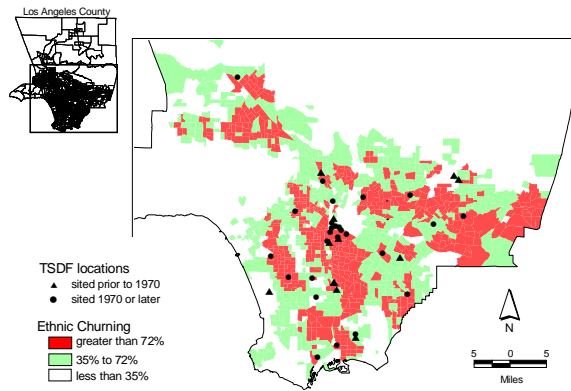 Los Angeles County
TSDF locations
sited prior to 1970
sited 1970 or later
Ethnic Churning
greater than 72%
35% to 72%
less than 35%
N
5 0 5
Miles